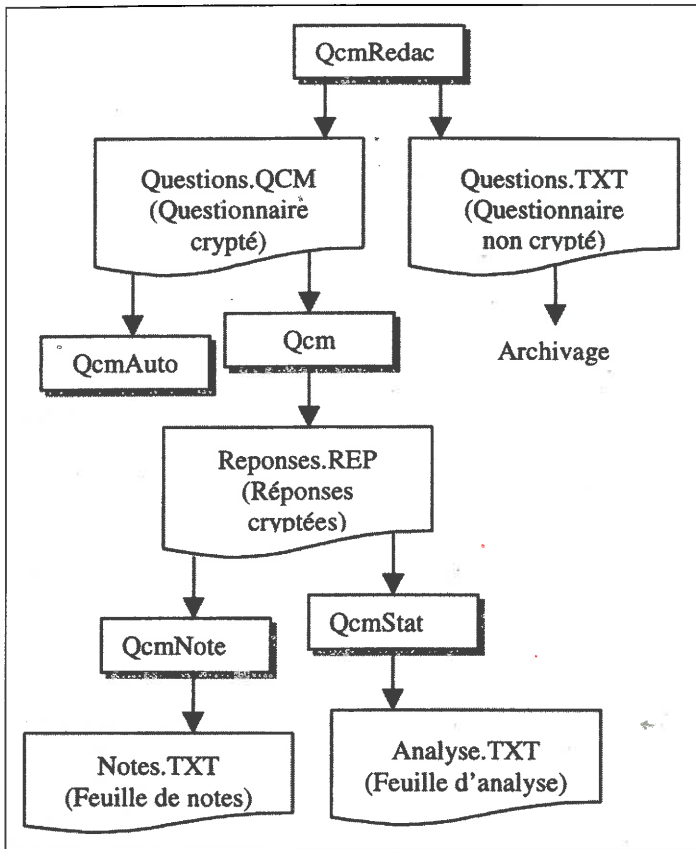 QcmRedac
Questions.QCM
(Questionnaire
crypté)
Questions.TXT
(Questionnaire
non crypté)
QcmAuto
Qcm
Archivage
Reponses.REP
(Réponses
cryptées)
QcmNote
QcmStat
Notes.TXT
(Feuille de notes)
Analyse.TXT
(Feuille d'analyse)